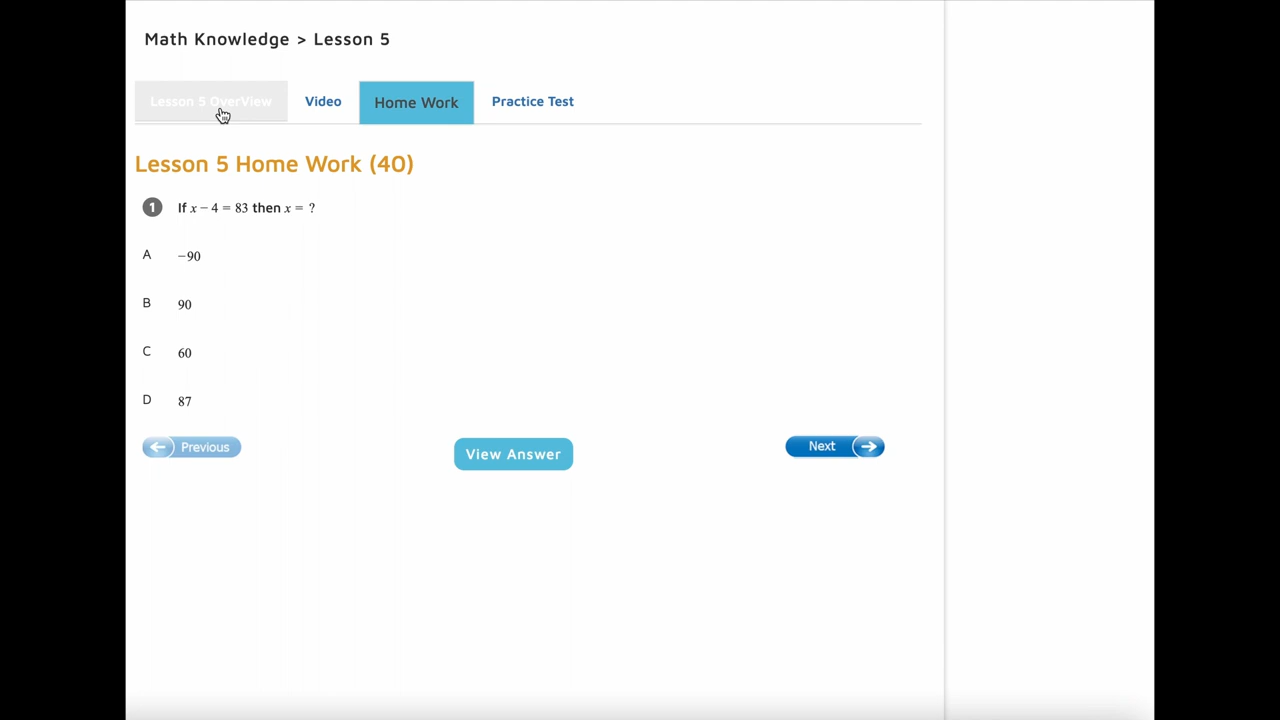 Math Knowledge > Lesson 5
Lesson 5 OverView Video Home Work Practice Test
Lesson 5 Home Work (40)
1 If x − 4 = 83 then x = ?
A −90
B 90
C 60
D 87
Previous View Answer Next